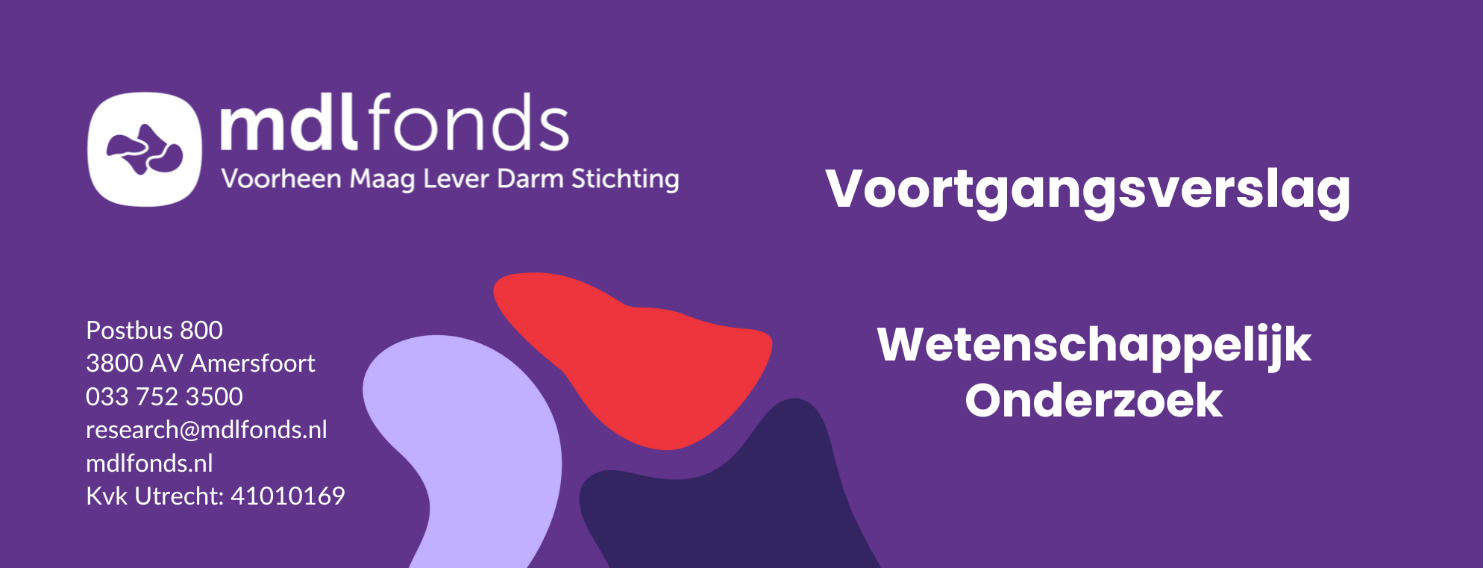 mdlfonds
Voorheen Maag Lever Darm Stichting
Voortgangsverslag
Wetenschappelijk
Onderzoek
Postbus 800
3800 AV Amersfoort
033 752 3500
research@mdlfonds.nl
mdlfonds.nl
Kvk Utrecht: 41010169